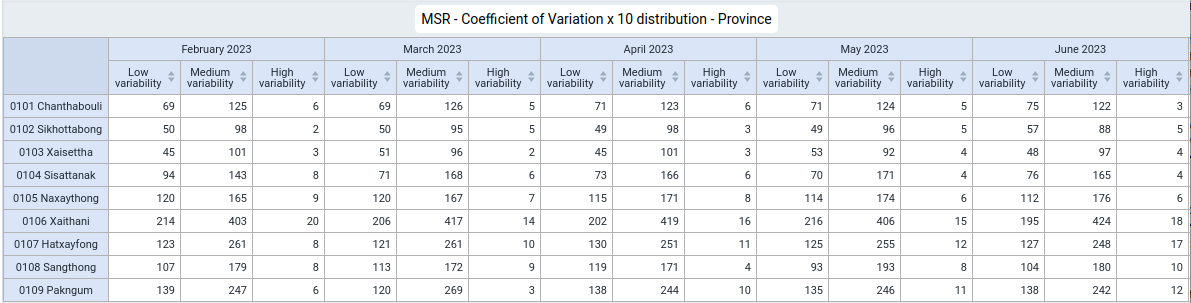 MSR - Coefficient of Variation x 10 distribution - Province
February 2023 March 2023 April 2023 May 2023 June 2023
Low variability Medium variability High variability Low variability Medium variability High variability Low variability Medium variability High variability Low variability Medium variability High variability Low variability Medium variability High variability
0101 Chanthabouli 69 125 6 69 126 5 71 123 6 71 124 5 75 122 3
0102 Sikhottabong 50 98 2 50 95 5 49 98 3 49 96 5 57 88 5
0103 Xaisettha 45 101 3 51 96 2 45 101 3 53 92 4 48 97 4
0104 Sisattanak 94 143 8 71 168 6 73 166 6 70 171 4 76 165 4
0105 Naxaythong 120 165 9 120 167 7 115 171 8 114 174 6 112 176 6
0106 Xaithani 214 403 20 206 417 14 202 419 16 216 406 15 195 424 18
0107 Hatxayfong 123 261 8 121 261 10 130 251 11 125 255 12 127 248 17
0108 Sangthong 107 179 8 113 172 9 119 171 4 93 193 8 104 180 10
0109 Pakngum 139 247 6 120 269 3 138 244 10 135 246 11 138 242 12